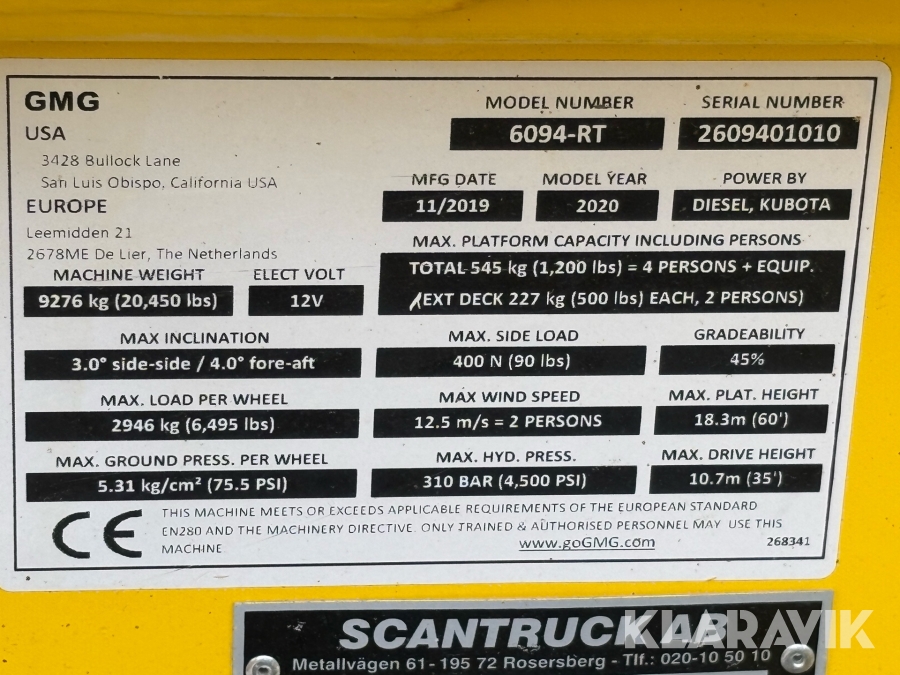 GMG
USA
3428 Bullock Lane
San Luis Obispo, California USA
EUROPE
Leemidden 21
2678ME De Lier, The Netherlands
MODEL NUMBER
6094-RT
SERIAL NUMBER
2609401010
MFG DATE
11/2019
MODEL YEAR
2020
POWER BY
DIESEL, KUBOTA
MAX. PLATFORM CAPACITY INCLUDING PERSONS
TOTAL 545 kg (1,200 lbs) = 4 PERSONS + EQUIP.
(EXT DECK 227 kg (500 lbs) EACH, 2 PERSONS)
MACHINE WEIGHT
9276 kg (20,450 lbs)
ELECT VOLT
12V
MAX INCLINATION
3.0° side-side / 4.0° fore-aft
MAX. SIDE LOAD
400 N (90 lbs)
GRADEABILITY
45%
MAX. LOAD PER WHEEL
2946 kg (6,495 lbs)
MAX WIND SPEED
12.5 m/s = 2 PERSONS
MAX. PLAT. HEIGHT
18.3m (60')
MAX. GROUND PRESS. PER WHEEL
5.31 kg/cm² (75.5 PSI)
MAX. HYD. PRESS.
310 BAR (4,500 PSI)
MAX. DRIVE HEIGHT
10.7m (35')
CE
THIS MACHINE MEETS OR EXCEEDS APPLICABLE REQUIREMENTS OF THE EUROPEAN STANDARD
EN280 AND THE MACHINERY DIRECTIVE. ONLY TRAINED & AUTHORISED PERSONNEL MAY USE THIS
MACHINE
www.goGMG.com
268341
SCANTRUCK AB
Metallvägen 61 - 195 72 Rosersberg - Tlf.: 020-10 50 10
KLARAVIK